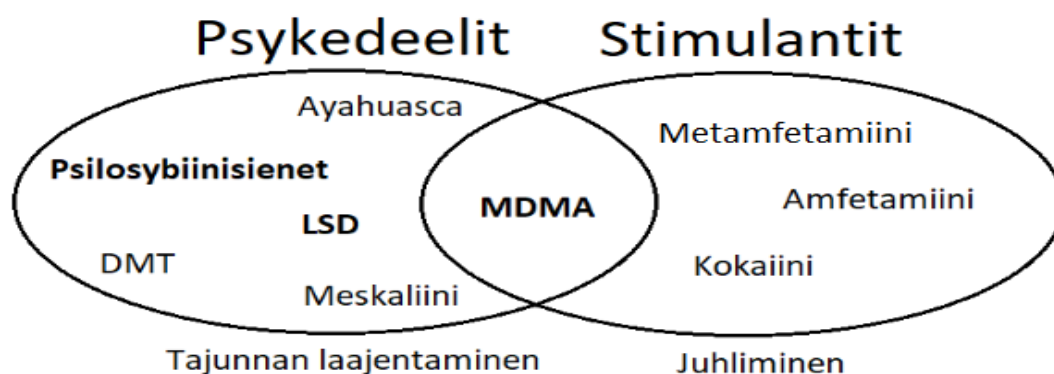 Psykedeelit Stimulantit
Ayahuasca
Metamfetamiini
Psilosybiinisienet
Amfetamiini
MDMA
LSD
DMT
Kokaiini
Meskaliini
Tajunnan laajentaminen
Juhliminen